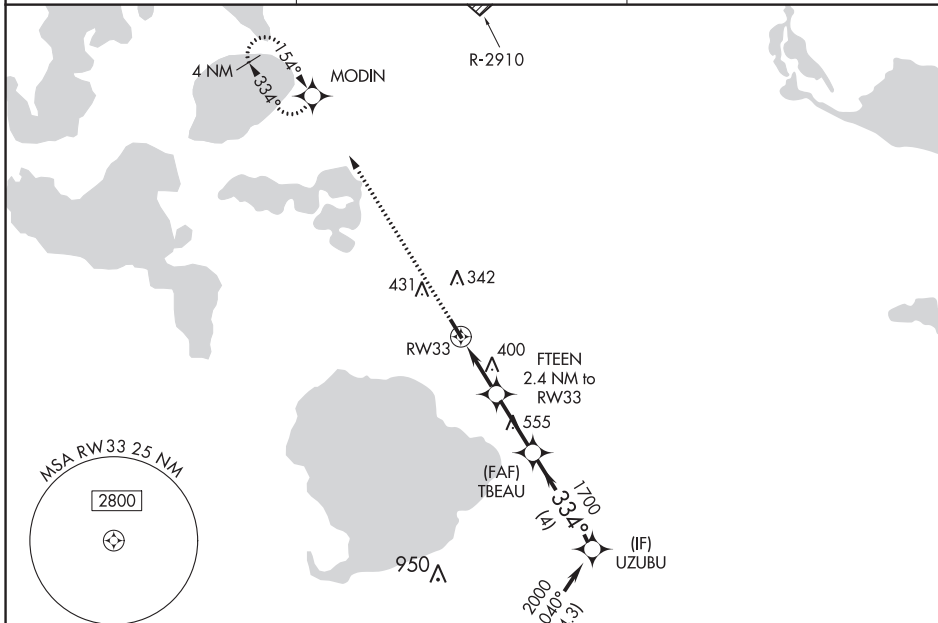 R-2910
154°
4 NM
334°
MODIN
431
342
RW33
400
FTEEN
2.4 NM to
RW33
555
(FAF)
TBEAU
1700
334°
(4)
(IF)
UZUBU
MSA RW33 25 NM
2800
950
2000
040°